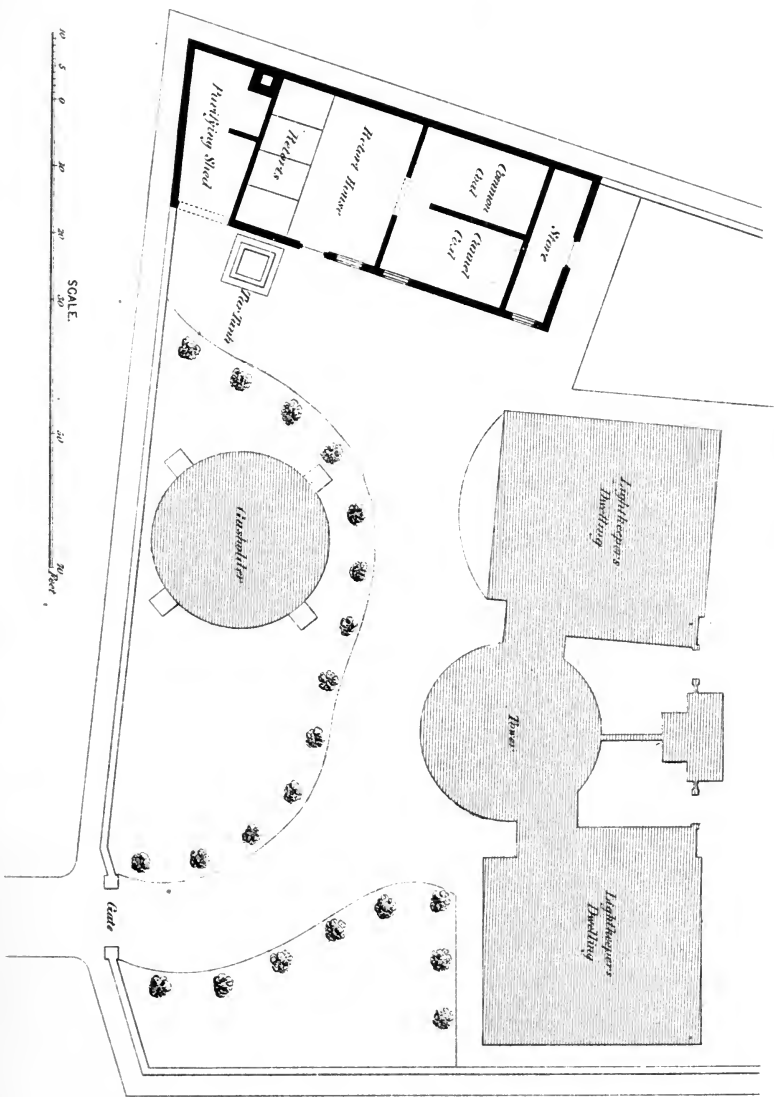 Purifying Shed
Retorts
Retort House
Common
Coal
Cannel
Coal
Store
Tar Tank
Gasholder
Lightkeepers
Dwelling
Tower
Lightkeepers
Dwelling
Gate
SCALE.
10 5 0 10 20 30 50 70 Feet